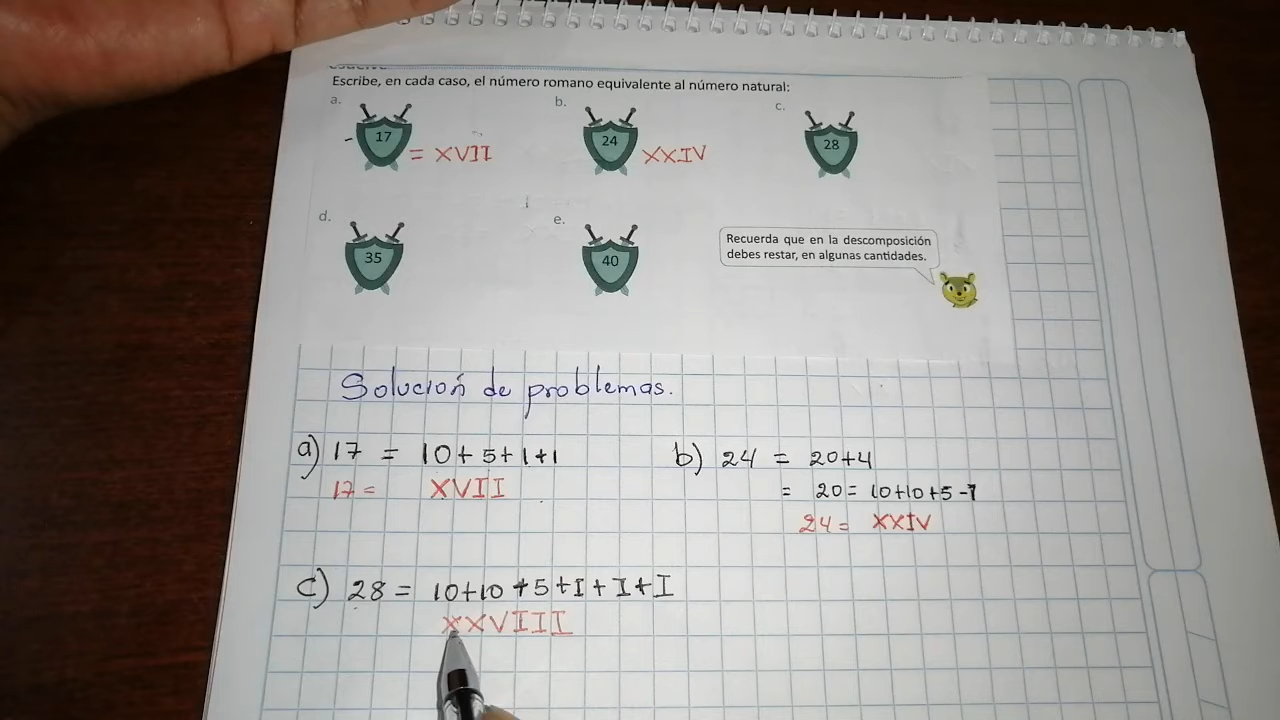 Escribe, en cada caso, el número romano equivalente al número natural:
a.
17
= XVII
b.
24
XXIV
c.
28
d.
35
e.
40
Recuerda que en la descomposición
debes restar, en algunas cantidades.
Solución de problemas.
a) 17 = 10+5+1+1
17 = XVII
b) 24 = 20+4
= 20= 10+10+5-1
24= XXIV
c) 28 = 10+10+5+I+I+I
XXVIII